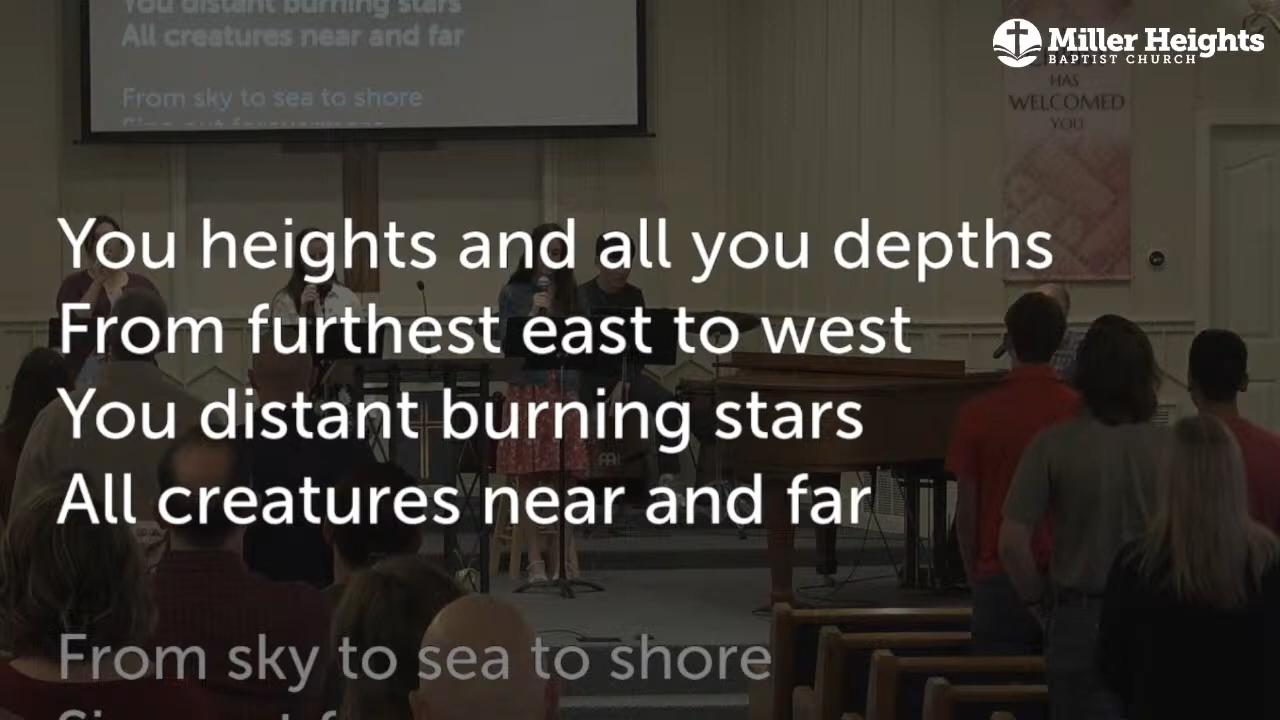 You distant burning stars
All creatures near and far
From sky to sea to shore
Miller Heights
BAPTIST CHURCH
HAS
WELCOMED
YOU
You heights and all you depths
From furthest east to west
You distant burning stars
All creatures near and far
From sky to sea to shore